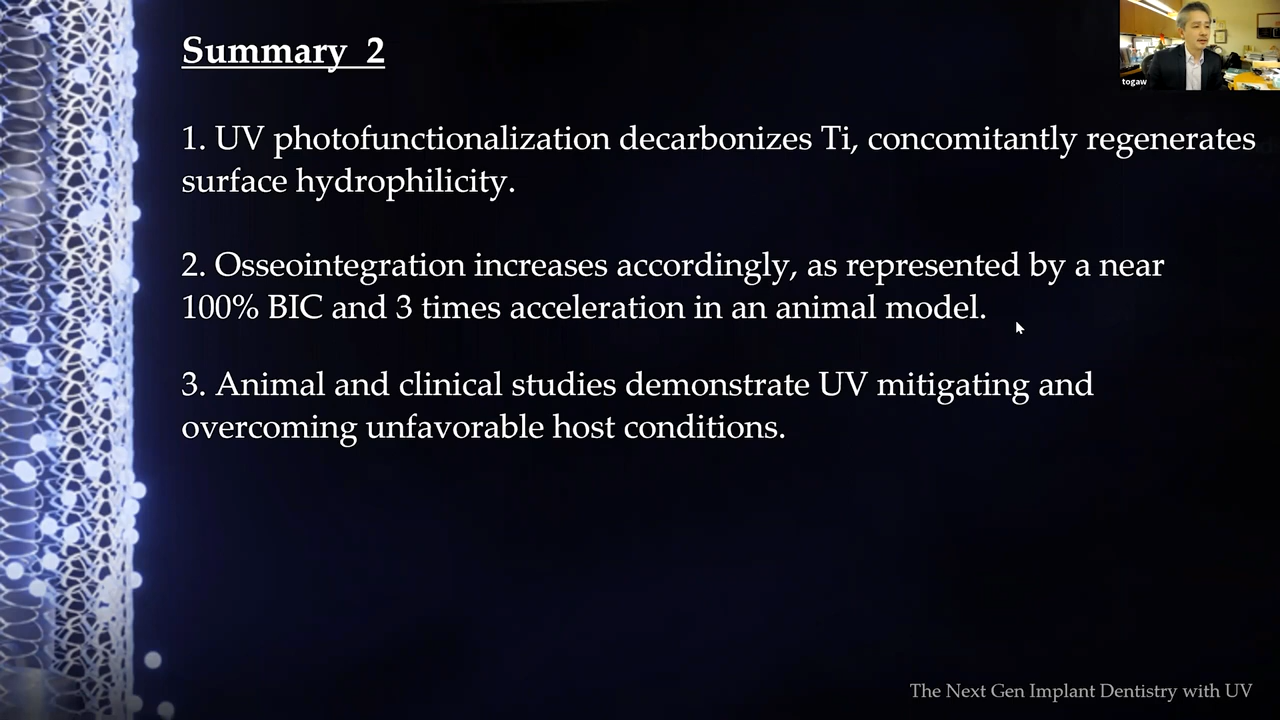 Summary 2
togaw
1. UV photofunctionalization decarbonizes Ti, concomitantly regenerates
surface hydrophilicity.
2. Osseointegration increases accordingly, as represented by a near
100% BIC and 3 times acceleration in an animal model.
3. Animal and clinical studies demonstrate UV mitigating and
overcoming unfavorable host conditions.
The Next Gen Implant Dentistry with UV